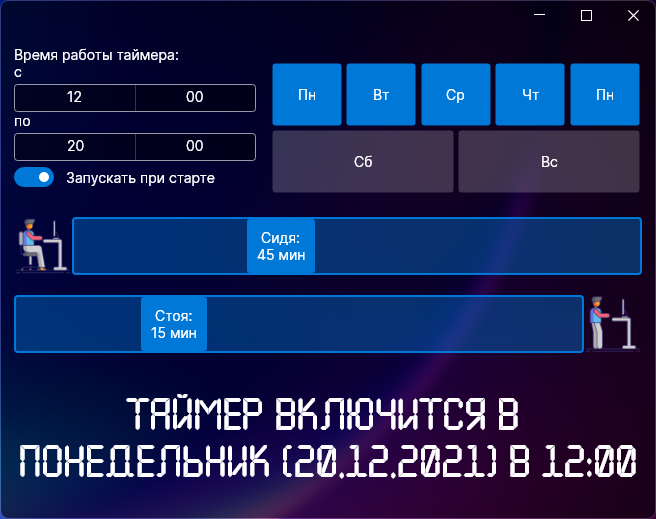 Время работы таймера:
с
12 00
по
20 00
Запускать при старте
Пн Вт Ср Чт Пн
Сб Вс
Сидя:
45 мин
Стоя:
15 мин
ТАЙМЕР ВКЛЮЧИТСЯ В
ПОНЕДЕЛЬНИК (20.12.2021) В 12:00